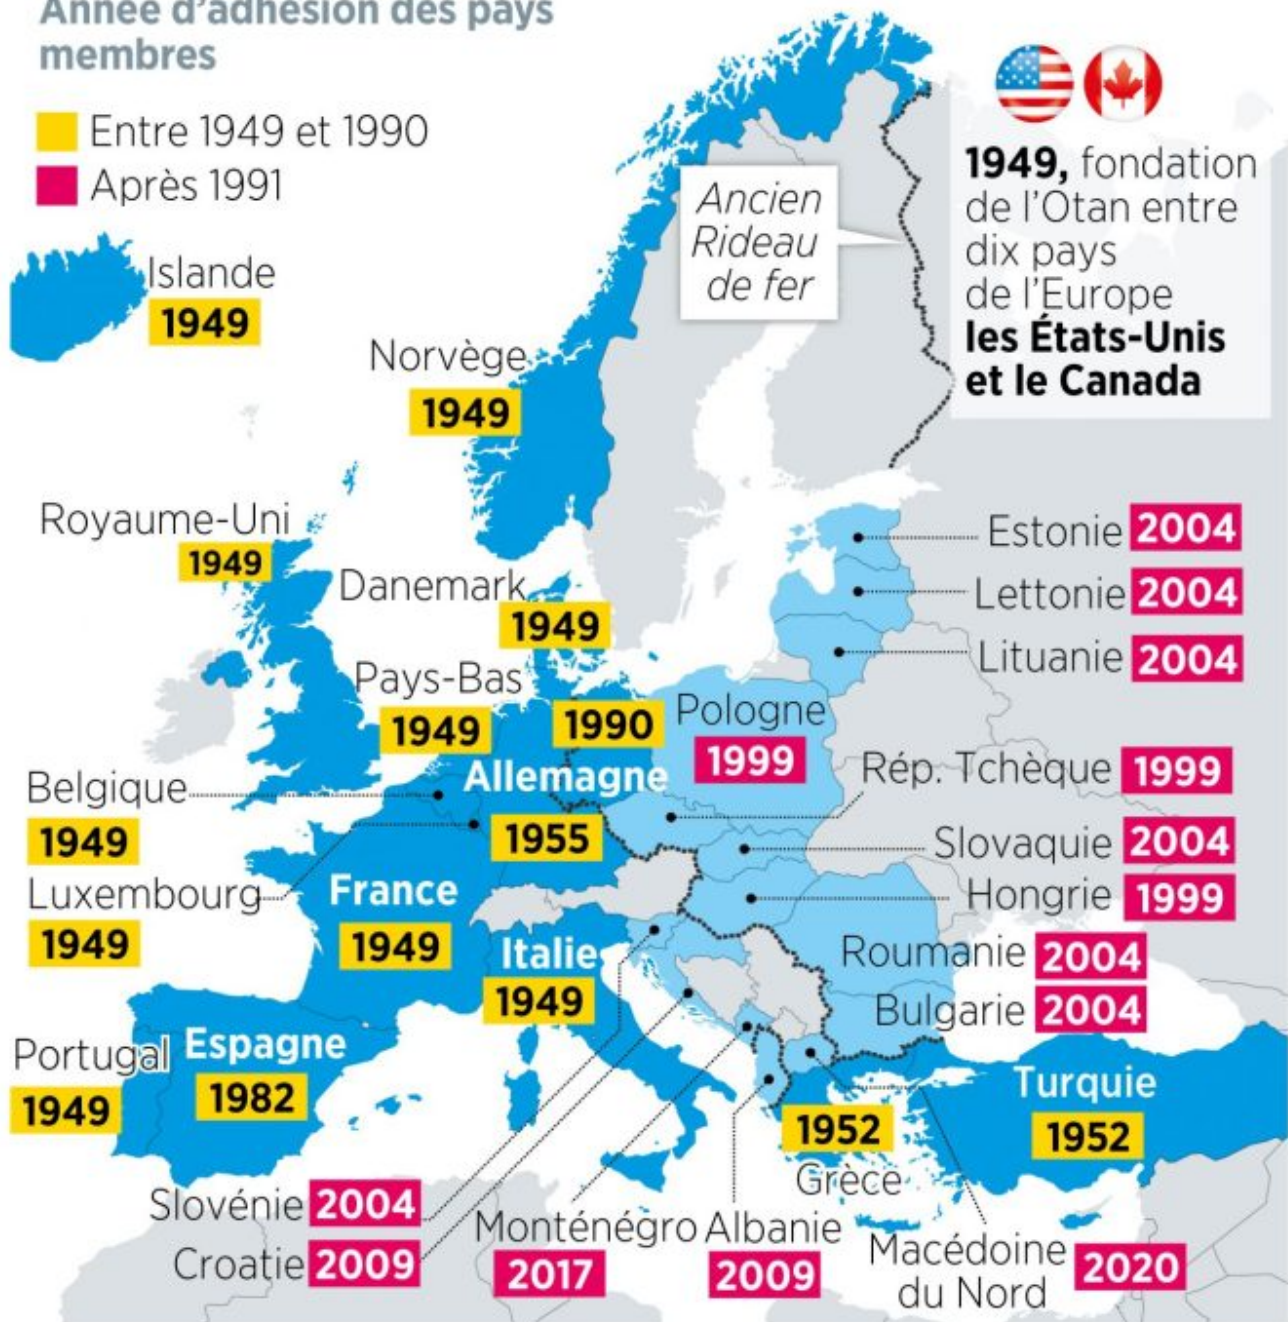 Année d'adhésion des pays
membres
Entre 1949 et 1990
Après 1991
1949, fondation
de l'Otan entre
dix pays
de l'Europe
les États-Unis
et le Canada
Ancien
Rideau
de fer
Islande
1949
Norvège
1949
Royaume-Uni
1949
Danemark
1949
Pays-Bas
1949
1990
Allemagne
1955
Pologne
1999
Estonie 2004
Lettonie 2004
Lituanie 2004
Rép. Tchèque 1999
Slovaquie 2004
Hongrie 1999
Roumanie 2004
Bulgarie 2004
Belgique
1949
Luxembourg
1949
France
1949
Italie
1949
Portugal
1949
Espagne
1982
Turquie
1952
1952
Grèce
Slovénie 2004
Croatie 2009
Monténégro
2017
Albanie
2009
Macédoine
du Nord
2020